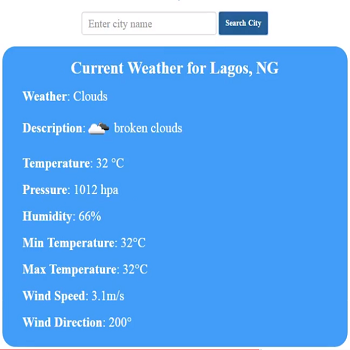 Enter city name
Search City
Current Weather for Lagos, NG
Weather: Clouds
Description: broken clouds
Temperature: 32 °C
Pressure: 1012 hpa
Humidity: 66%
Min Temperature: 32°C
Max Temperature: 32°C
Wind Speed: 3.1m/s
Wind Direction: 200°